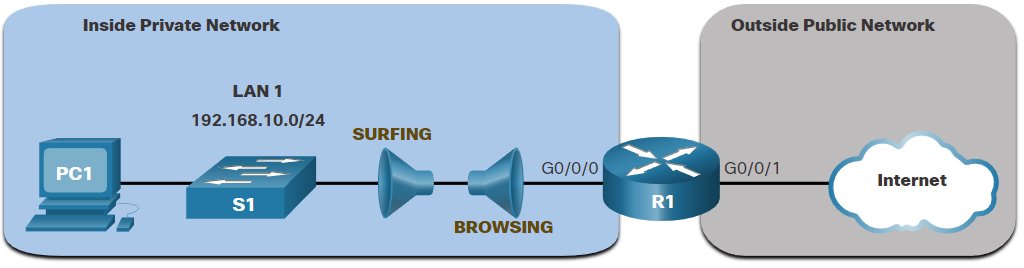 Inside Private Network
Outside Public Network
LAN 1
192.168.10.0/24
SURFING
PC1
S1
BROWSING
G0/0/0
R1
G0/0/1
Internet